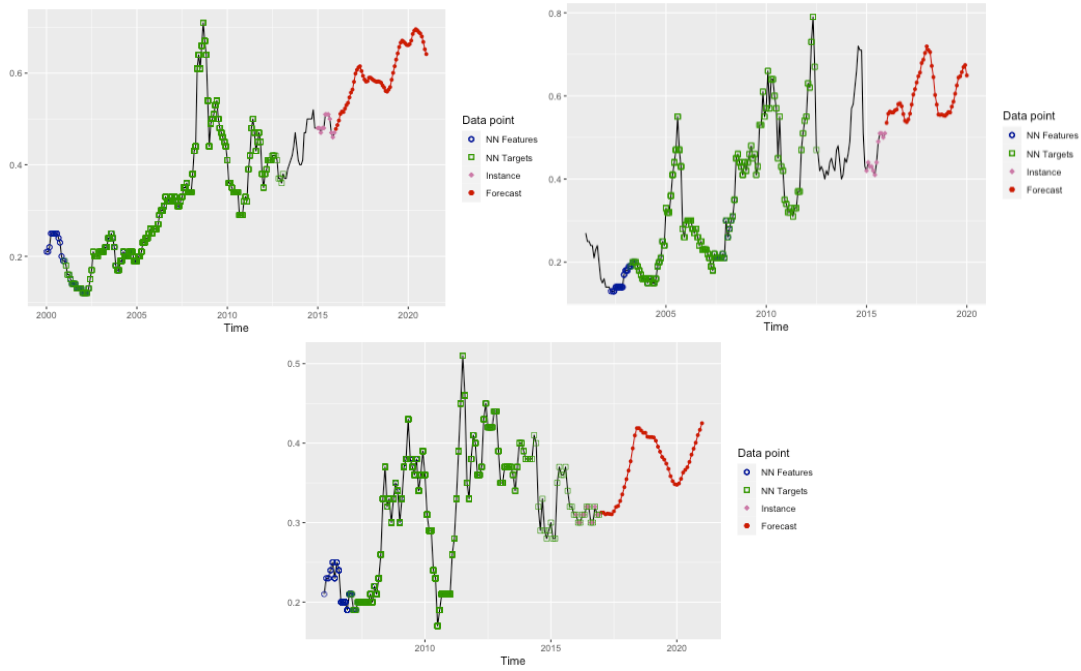 0.6
0.4
0.2
2000 2005 2010 2015 2020
Time
Data point
NN Features
NN Targets
Instance
Forecast
0.8
0.6
0.4
0.2
2005 2010 2015 2020
Time
Data point
NN Features
NN Targets
Instance
Forecast
0.5
0.4
0.3
0.2
2010 2015 2020
Time
Data point
NN Features
NN Targets
Instance
Forecast